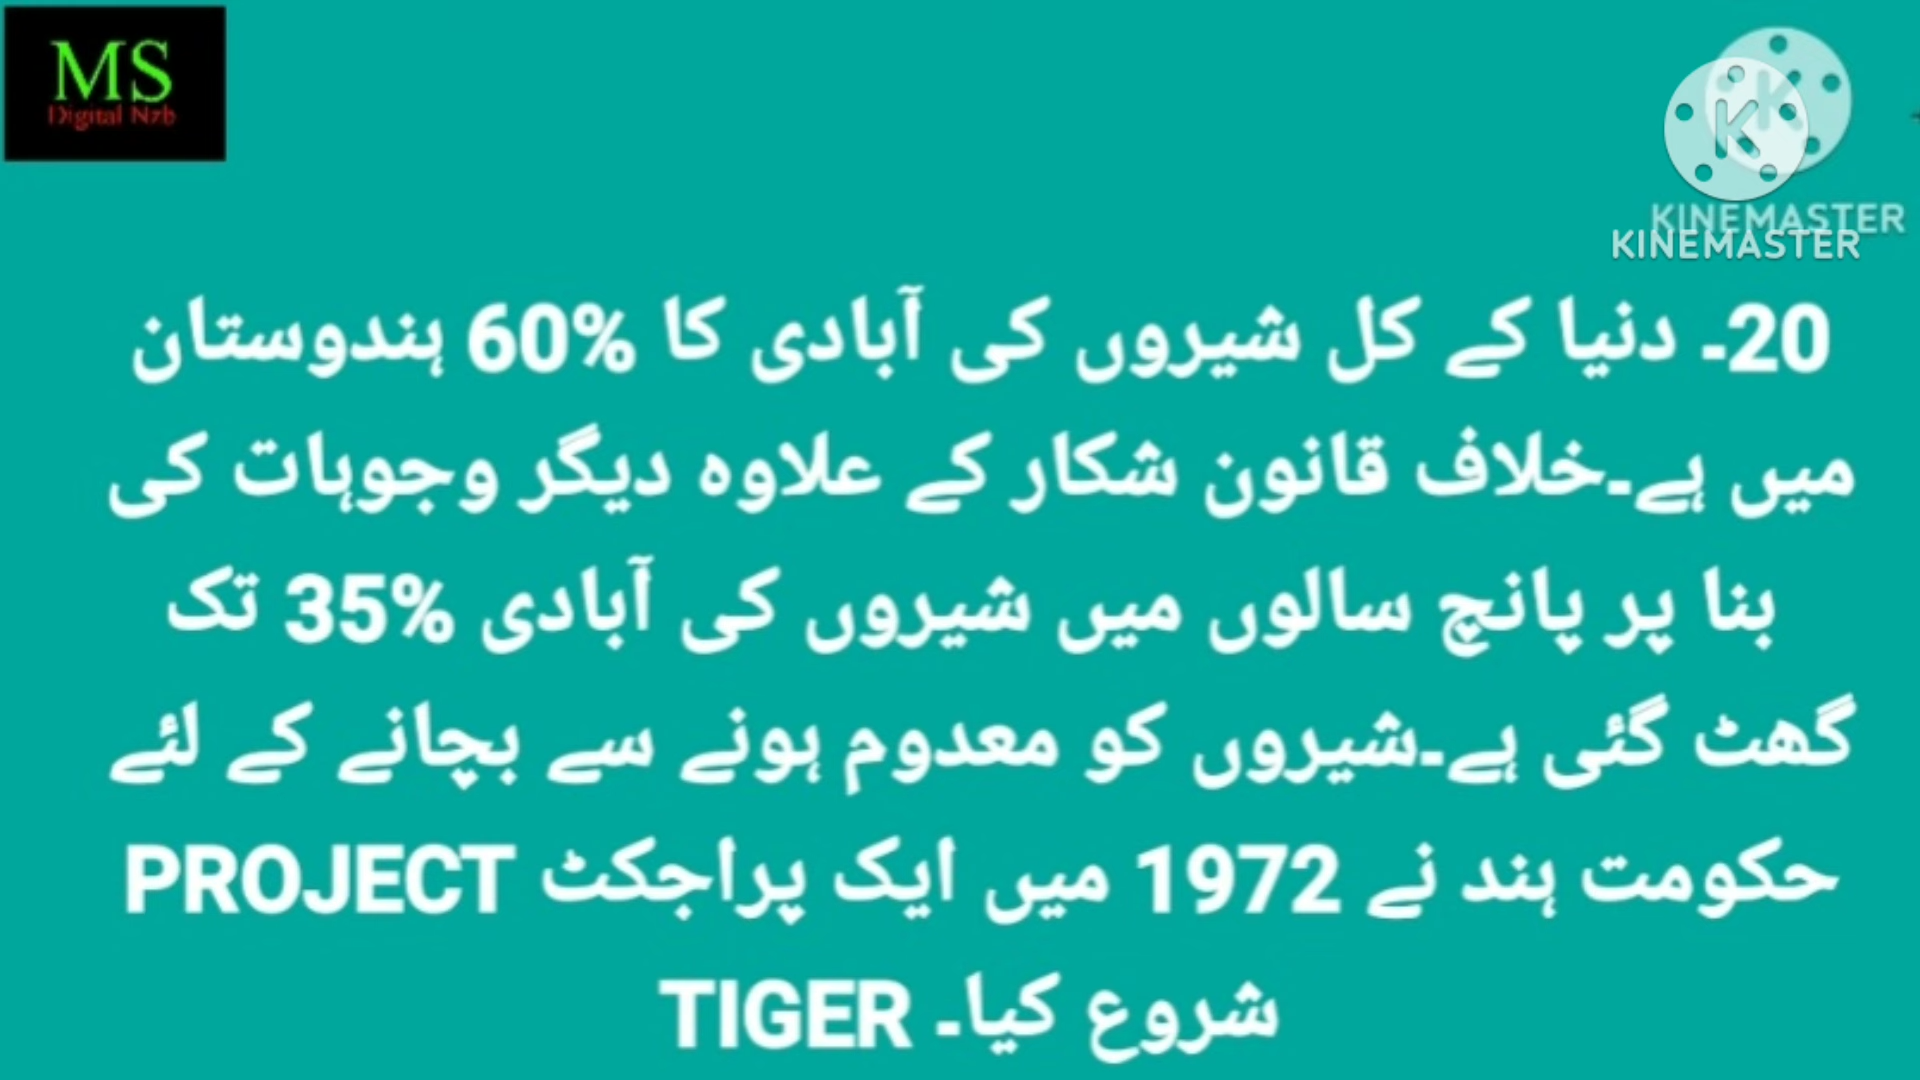 MS
Digital Nzb
KINEMASTER
KINEMASTER
20۔ دنیا کے کل شیروں کی آبادی کا %60 ہندوستان
میں ہے۔خلاف قانون شکار کے علاوہ دیگر وجوہات کی
بنا پر پانچ سالوں میں شیروں کی آبادی %35 تک
گھٹ گئی ہے۔شیروں کو معدوم ہونے سے بچانے کے لئے
حکومت ہند نے 1972 میں ایک پراجکٹ PROJECT
شروع کیا۔ TIGER